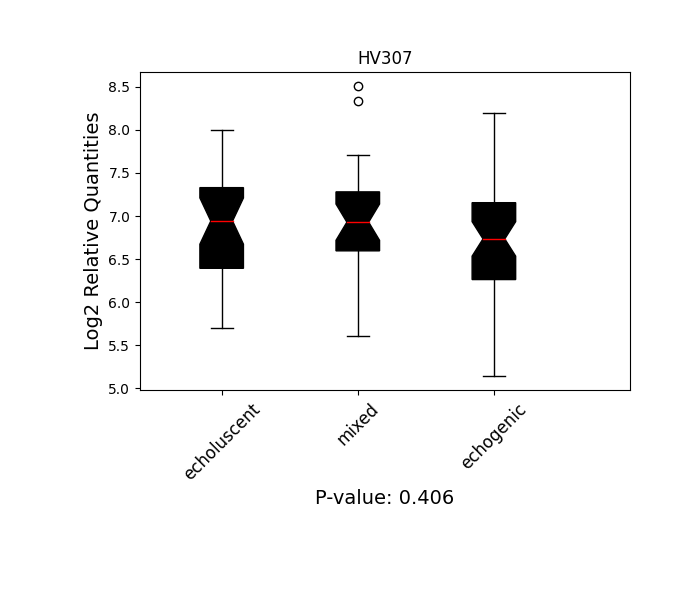 HV307
Log2 Relative Quantities
8.5
8.0
7.5
7.0
6.5
6.0
5.5
5.0
echoluscent
mixed
echogenic
P-value: 0.406